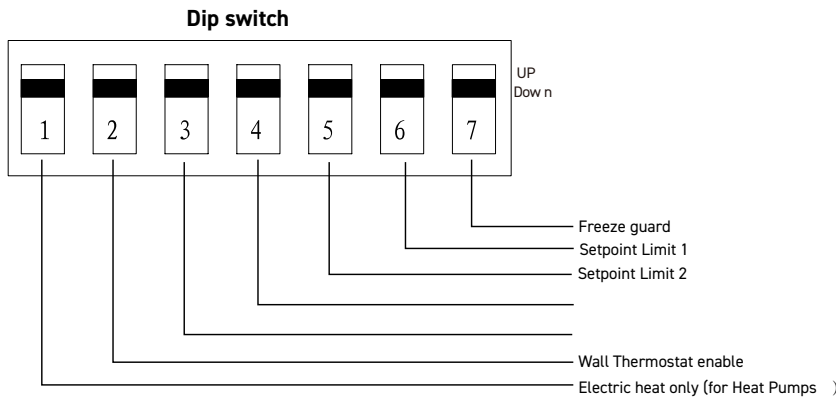 Dip switch
UP
Dow n
1 2 3 4 5 6 7
Freeze guard
Setpoint Limit 1
Setpoint Limit 2
Wall Thermostat enable
Electric heat only (for Heat Pumps )